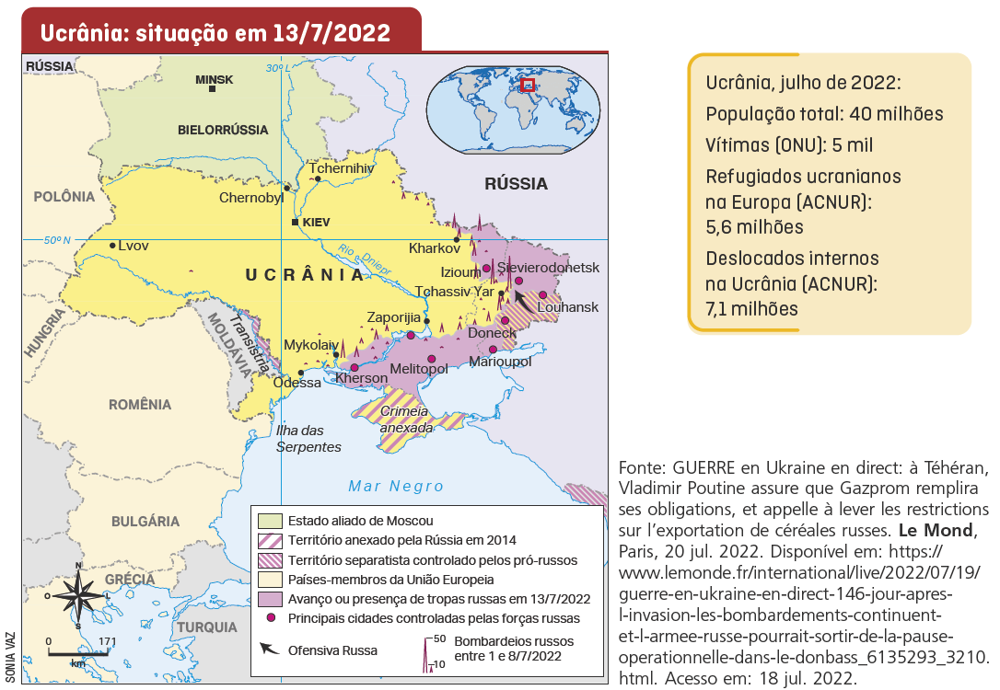 Ucrânia: situação em 13/7/2022
RÚSSIA
30º L
MINSK
BIELORRÚSSIA
Tchernihiv
RÚSSIA
POLÔNIA
Chernobyl
KIEV
50º N
Lvov
Kharkov
Rio Dniepr
UCRÂNIA
Izioum
Sievierodonetsk
Tchassiv Yar
Louhansk
HUNGRIA
MOLDÁVIA
Transístria
Zaporijia
Doneck
Mykolaiv
Marioupol
Melitopol
Kherson
Odessa
ROMÊNIA
Crimeia
anexada
Ilha das
Serpentes
Mar Negro
BULGÁRIA
GRÉCIA
TURQUIA
N
O
L
S
0
171
km
Estado aliado de Moscou
Território anexado pela Rússia em 2014
Território separatista controlado pelos pró-russos
Países-membros da União Europeia
Avanço ou presença de tropas russas em 13/7/2022
Principais cidades controladas pelas forças russas
Ofensiva Russa
50
10
Bombardeios russos
entre 1 e 8/7/2022
SONIA VAZ
Ucrânia, julho de 2022:
População total: 40 milhões
Vítimas (ONU): 5 mil
Refugiados ucranianos
na Europa (ACNUR):
5,6 milhões
Deslocados internos
na Ucrânia (ACNUR):
7,1 milhões
Fonte: GUERRE en Ukraine en direct: à Téhéran,
Vladimir Poutine assure que Gazprom remplira
ses obligations, et appelle à lever les restrictions
sur l'exportation de céréales russes. Le Mond,
Paris, 20 jul. 2022. Disponível em: https://
www.lemonde.fr/international/live/2022/07/19/
guerre-en-ukraine-en-direct-146-jour-apres-
l-invasion-les-bombardements-continuent-
et-l-armee-russe-pourrait-sortir-de-la-pause-
operationnelle-dans-le-donbass_6135293_3210.
html. Acesso em: 18 jul. 2022.